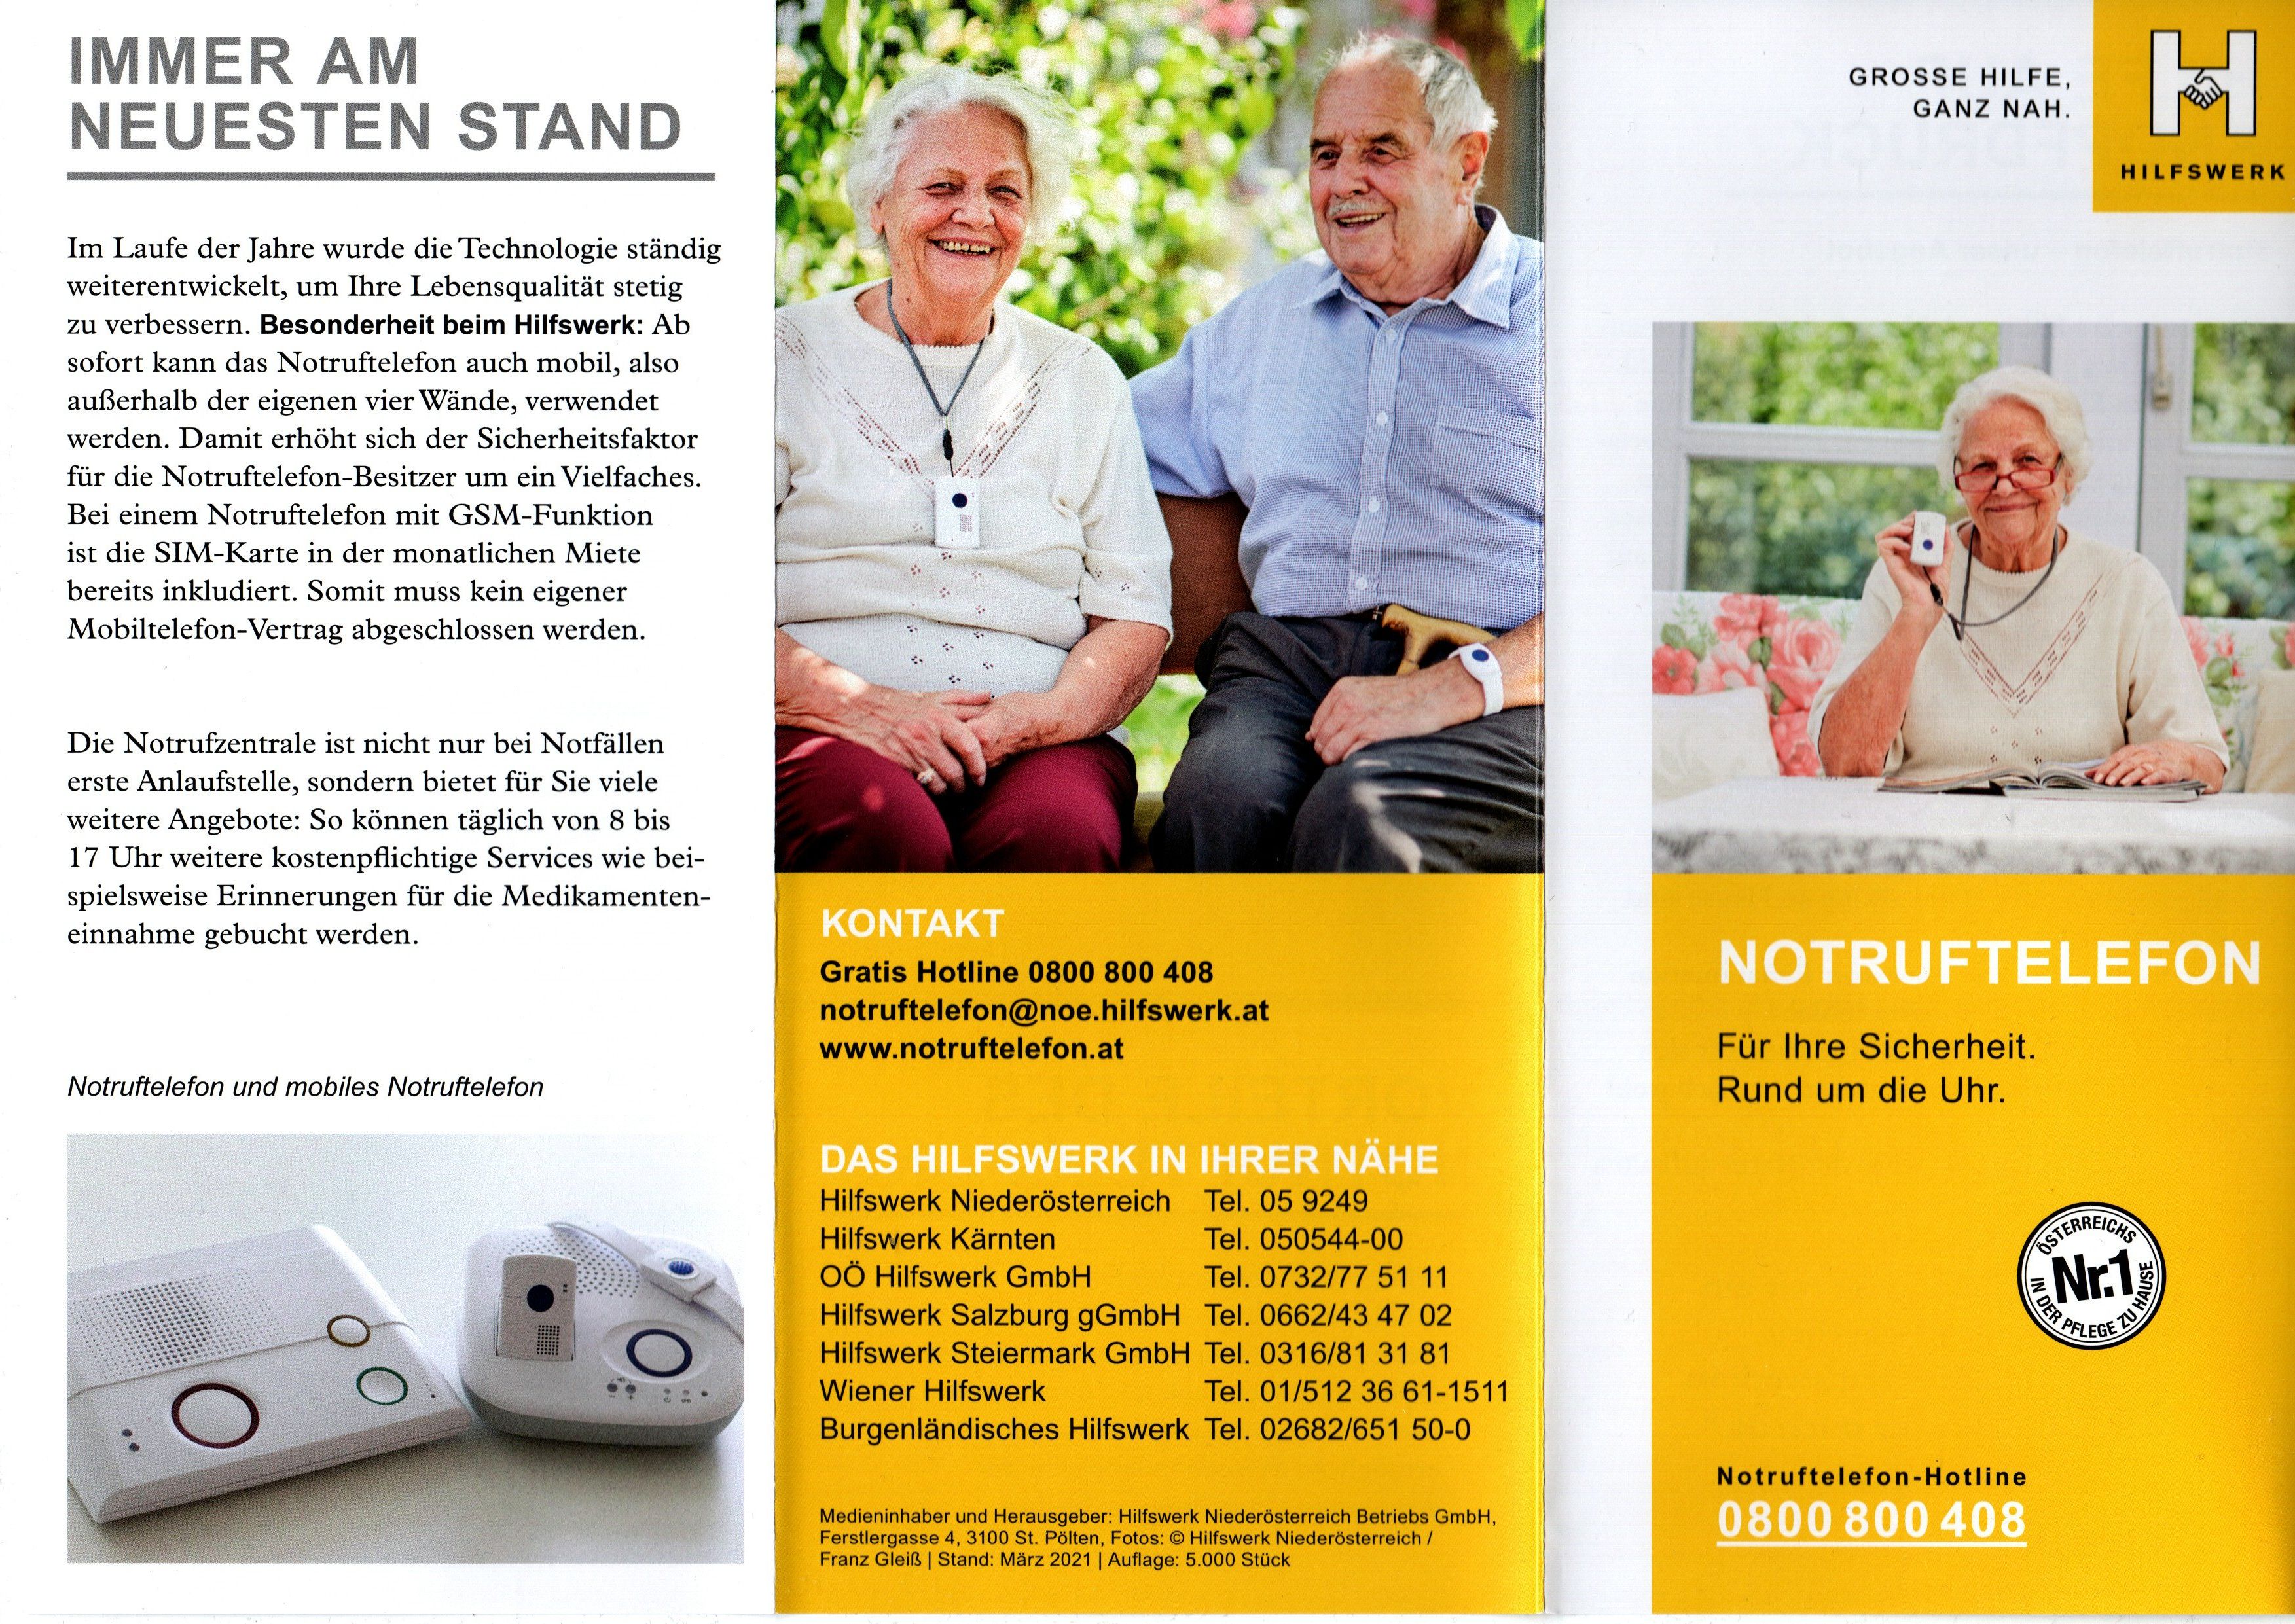 IMMER AM
NEUESTEN STAND
Im Laufe der Jahre wurde die Technologie ständig
weiterentwickelt, um Ihre Lebensqualität stetig
zu verbessern. Besonderheit beim Hilfswerk: Ab
sofort kann das Notruftelefon auch mobil, also
außerhalb der eigenen vier Wände, verwendet
werden. Damit erhöht sich der Sicherheitsfaktor
für die Notruftelefon-Besitzer um ein Vielfaches.
Bei einem Notruftelefon mit GSM-Funktion
ist die SIM-Karte in der monatlichen Miete
bereits inkludiert. Somit muss kein eigener
Mobiltelefon-Vertrag abgeschlossen werden.
Die Notrufzentrale ist nicht nur bei Notfällen
erste Anlaufstelle, sondern bietet für Sie viele
weitere Angebote: So können täglich von 8 bis
17 Uhr weitere kostenpflichtige Services wie bei-
spielsweise Erinnerungen für die Medikamenten-
einnahme gebucht werden.
Notruftelefon und mobiles Notruftelefon
KONTAKT
Gratis Hotline 0800 800 408
notruftelefon@noe.hilfswerk.at
www.notruftelefon.at
DAS HILFSWERK IN IHRER NÄHE
Hilfswerk Niederösterreich Tel. 05 9249
Hilfswerk Kärnten Tel. 050544-00
OÖ Hilfswerk GmbH Tel. 0732/77 51 11
Hilfswerk Salzburg gGmbH Tel. 0662/43 47 02
Hilfswerk Steiermark GmbH Tel. 0316/81 31 81
Wiener Hilfswerk Tel. 01/512 36 61-1511
Burgenländisches Hilfswerk Tel. 02682/651 50-0
Medieninhaber und Herausgeber: Hilfswerk Niederösterreich Betriebs GmbH,
Ferstlergasse 4, 3100 St. Pölten, Fotos: © Hilfswerk Niederösterreich /
Franz Gleiß | Stand: März 2021 | Auflage: 5.000 Stück
GROSSE HILFE,
GANZ NAH.
H
HILFSWERK
NOTRUFTELEFON
Für Ihre Sicherheit.
Rund um die Uhr.
ÖSTERREICHS
Nr.1
IN DER PFLEGE ZU HAUSE
Notruftelefon-Hotline
0800 800 408